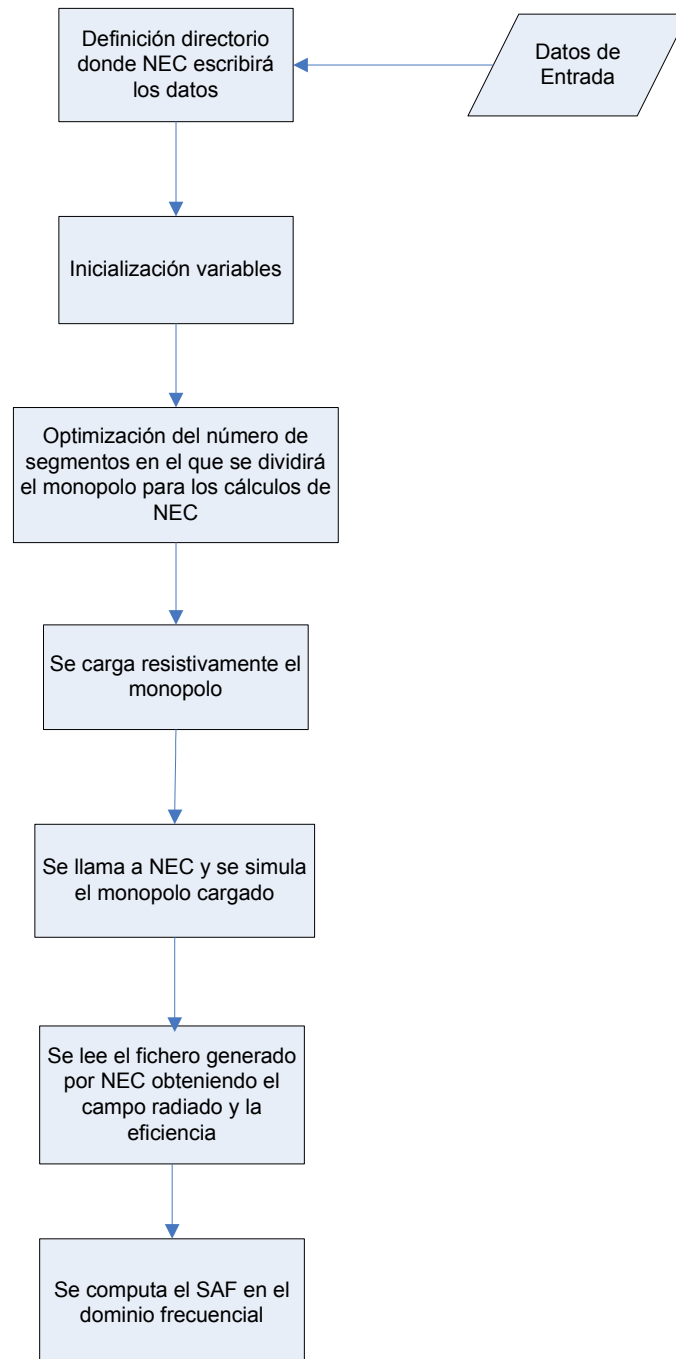 Definición directorio
donde NEC escribirá
los datos
Datos de
Entrada
Inicialización variables
Optimización del número de
segmentos en el que se dividirá
el monopolo para los cálculos de
NEC
Se carga resistivamente el
monopolo
Se llama a NEC y se simula
el monopolo cargado
Se lee el fichero generado
por NEC obteniendo el
campo radiado y la
eficiencia
Se computa el SAF en el
dominio frecuencial